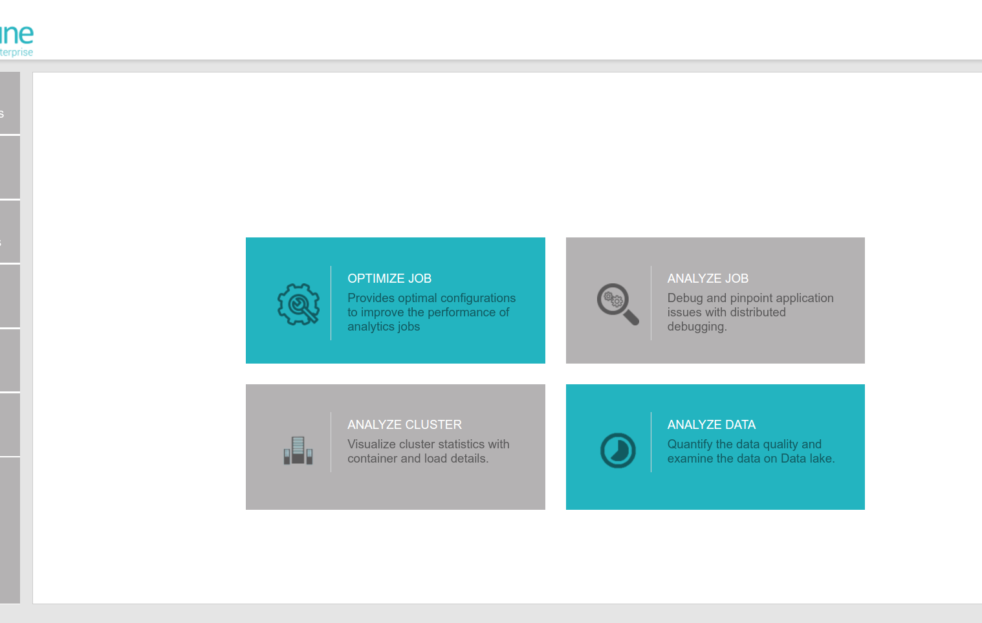 OPTIMIZE JOB
Provides optimal configurations
to improve the performance of
analytics jobs
ANALYZE JOB
Debug and pinpoint application
issues with distributed
debugging.
ANALYZE CLUSTER
Visualize cluster statistics with
container and load details.
ANALYZE DATA
Quantify the data quality and
examine the data on Data lake.